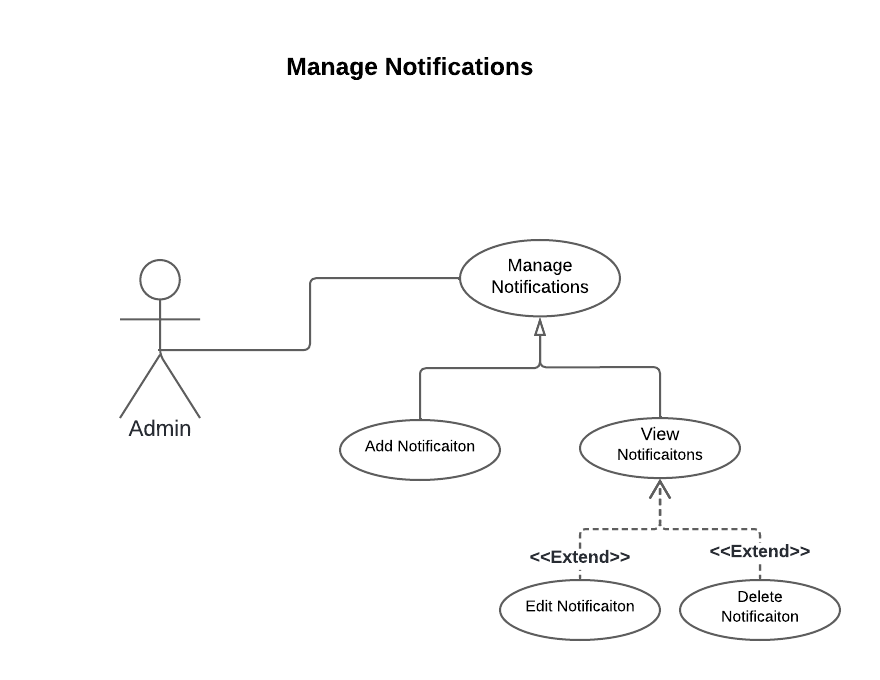 Manage Notifications
Manage
Notifications
Admin
Add Notificaiton
View
Notificaitons
<<Extend>>
<<Extend>>
Edit Notificaiton
Delete
Notificaiton